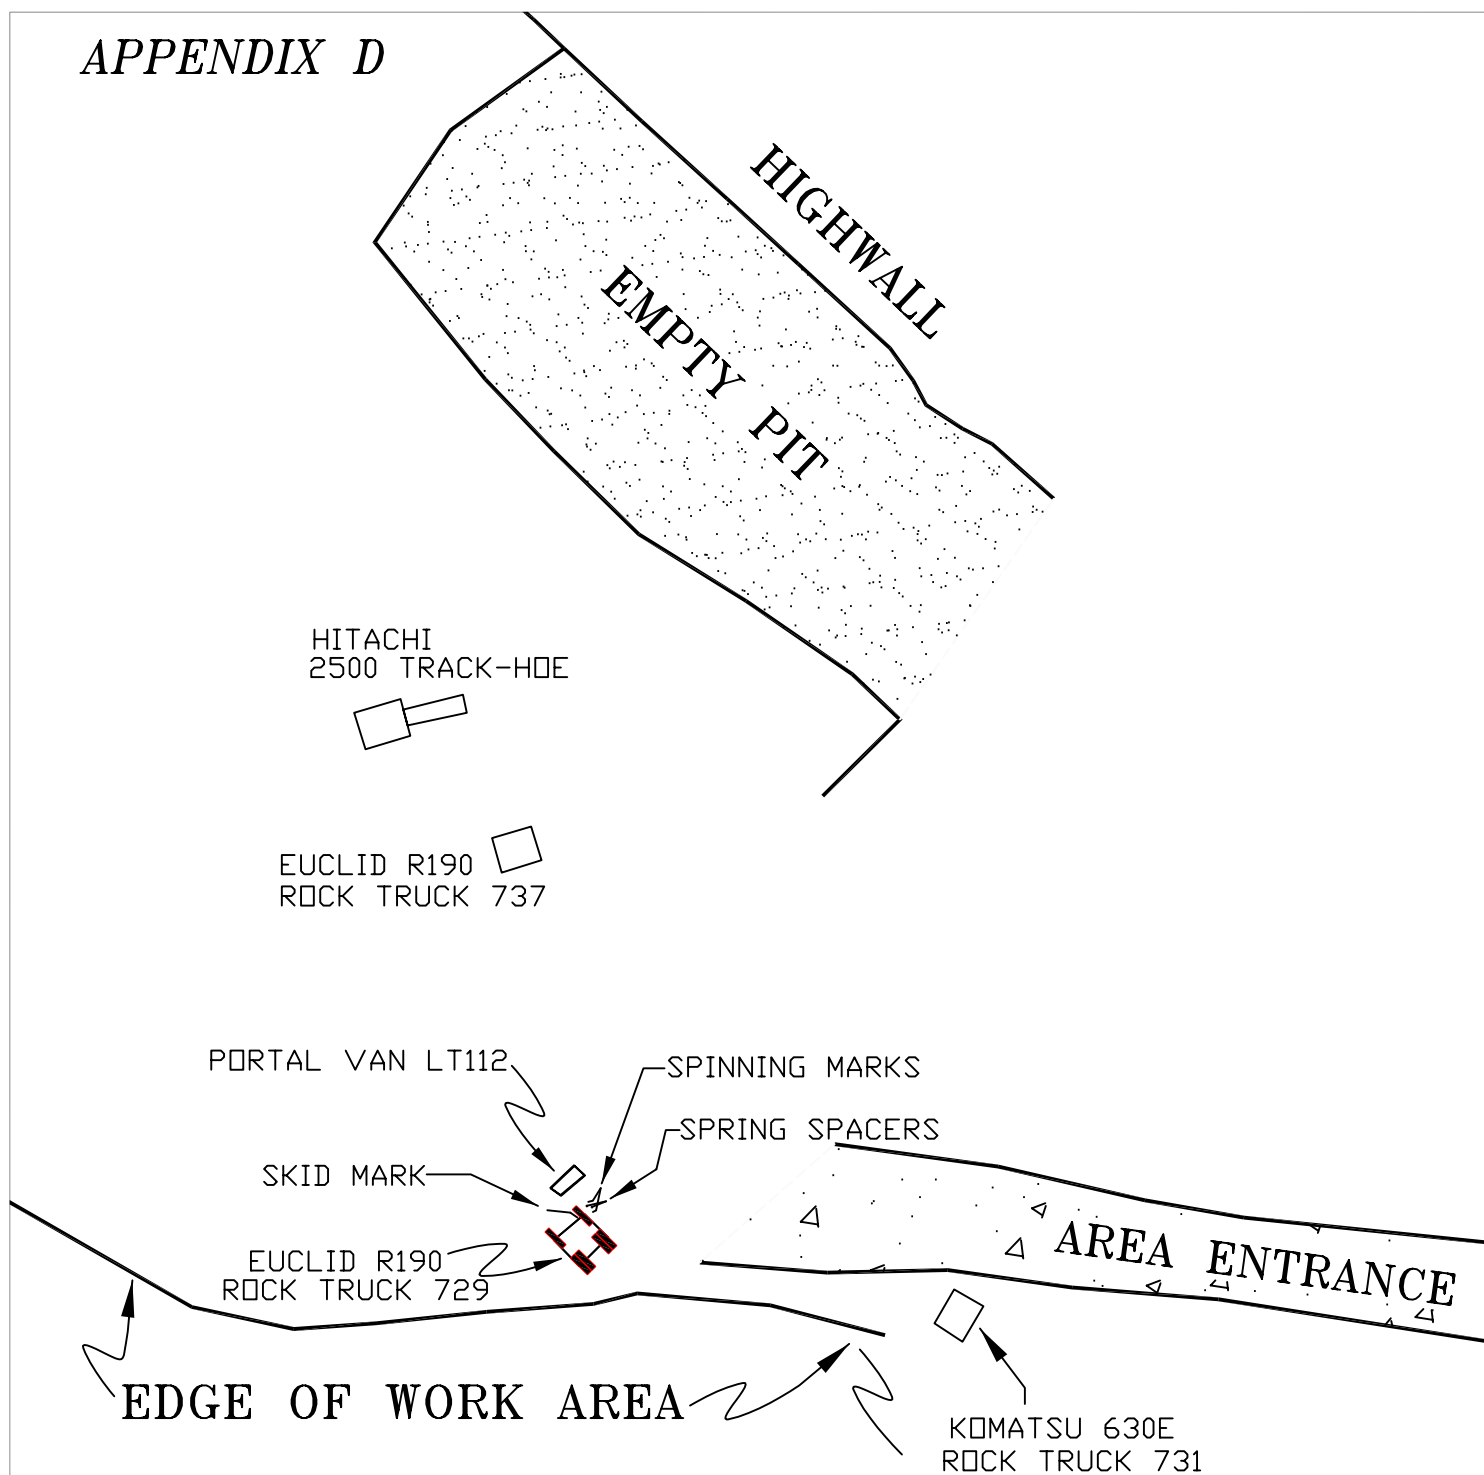 APPENDIX D
HIGHWALL
EMPTY PIT
HITACHI
2500 TRACK-HOE
EUCLID R190
ROCK TRUCK 737
PORTAL VAN LT112
SPINNING MARKS
SPRING SPACERS
SKID MARK
AREA ENTRANCE
EUCLID R190
ROCK TRUCK 729
EDGE OF WORK AREA
KOMATSU 630E
ROCK TRUCK 731